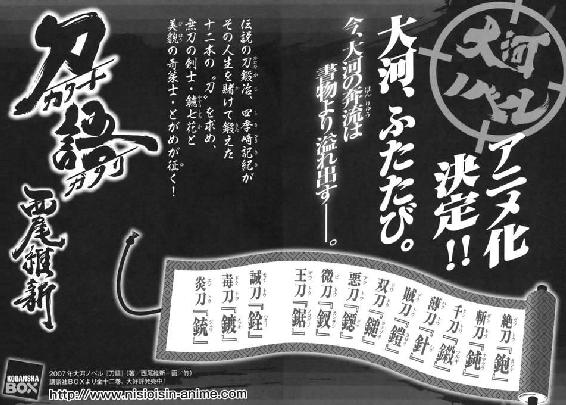 大河
ノベル
アニメ化
決定!!
大河、ふたたび。
今、大河の奔流は
書物より溢れ出すー。
伝説の刀鍛冶、四季崎記紀が
その人生を賭けて鍛えた
十二本の“刀”を求め、
無刀の剣士・鑢七花と
美貌の奇策士・とがめが征く!
刀語
カタナ
ガタリ
西尾維新
絶刀『鉋』
斬刀『鈍』
千刀『鎩』
薄刀『針』
賊刀『鎧』
双刀『鎚』
悪刀『鐚』
微刀『釵』
王刀『鋸』
誠刀『銓』
毒刀『鍍』
炎刀『銃』
KODANSHA
BOX
2007年大河ノベル『刀語』(著/西尾維新・画/竹)
講談社BOXより全十二巻、大好評発売中!
http://www.nisioisin-anime.com